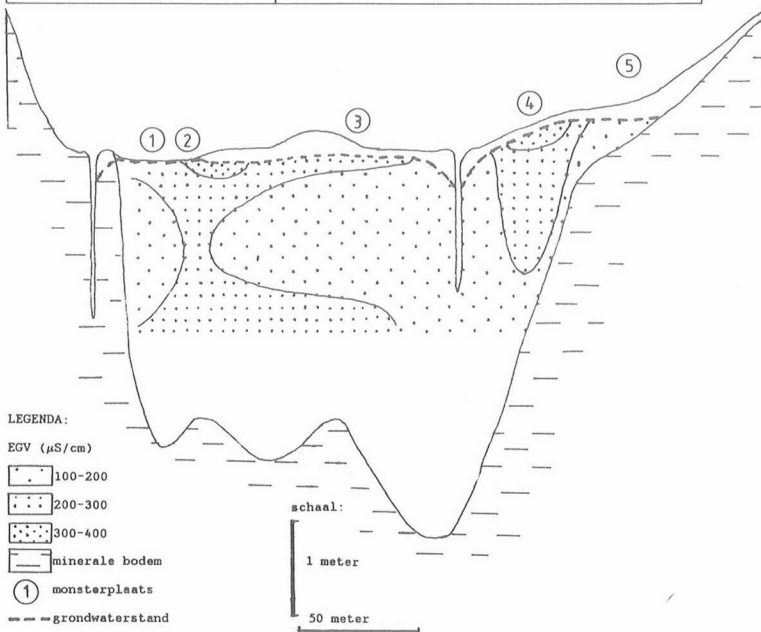 ① ② ③ ④ ⑤
LEGENDA:
EGV (µS/cm)
100-200
200-300
300-400
minerale bodem
① monsterplaats
grondwaterstand
schaal:
1 meter
50 meter